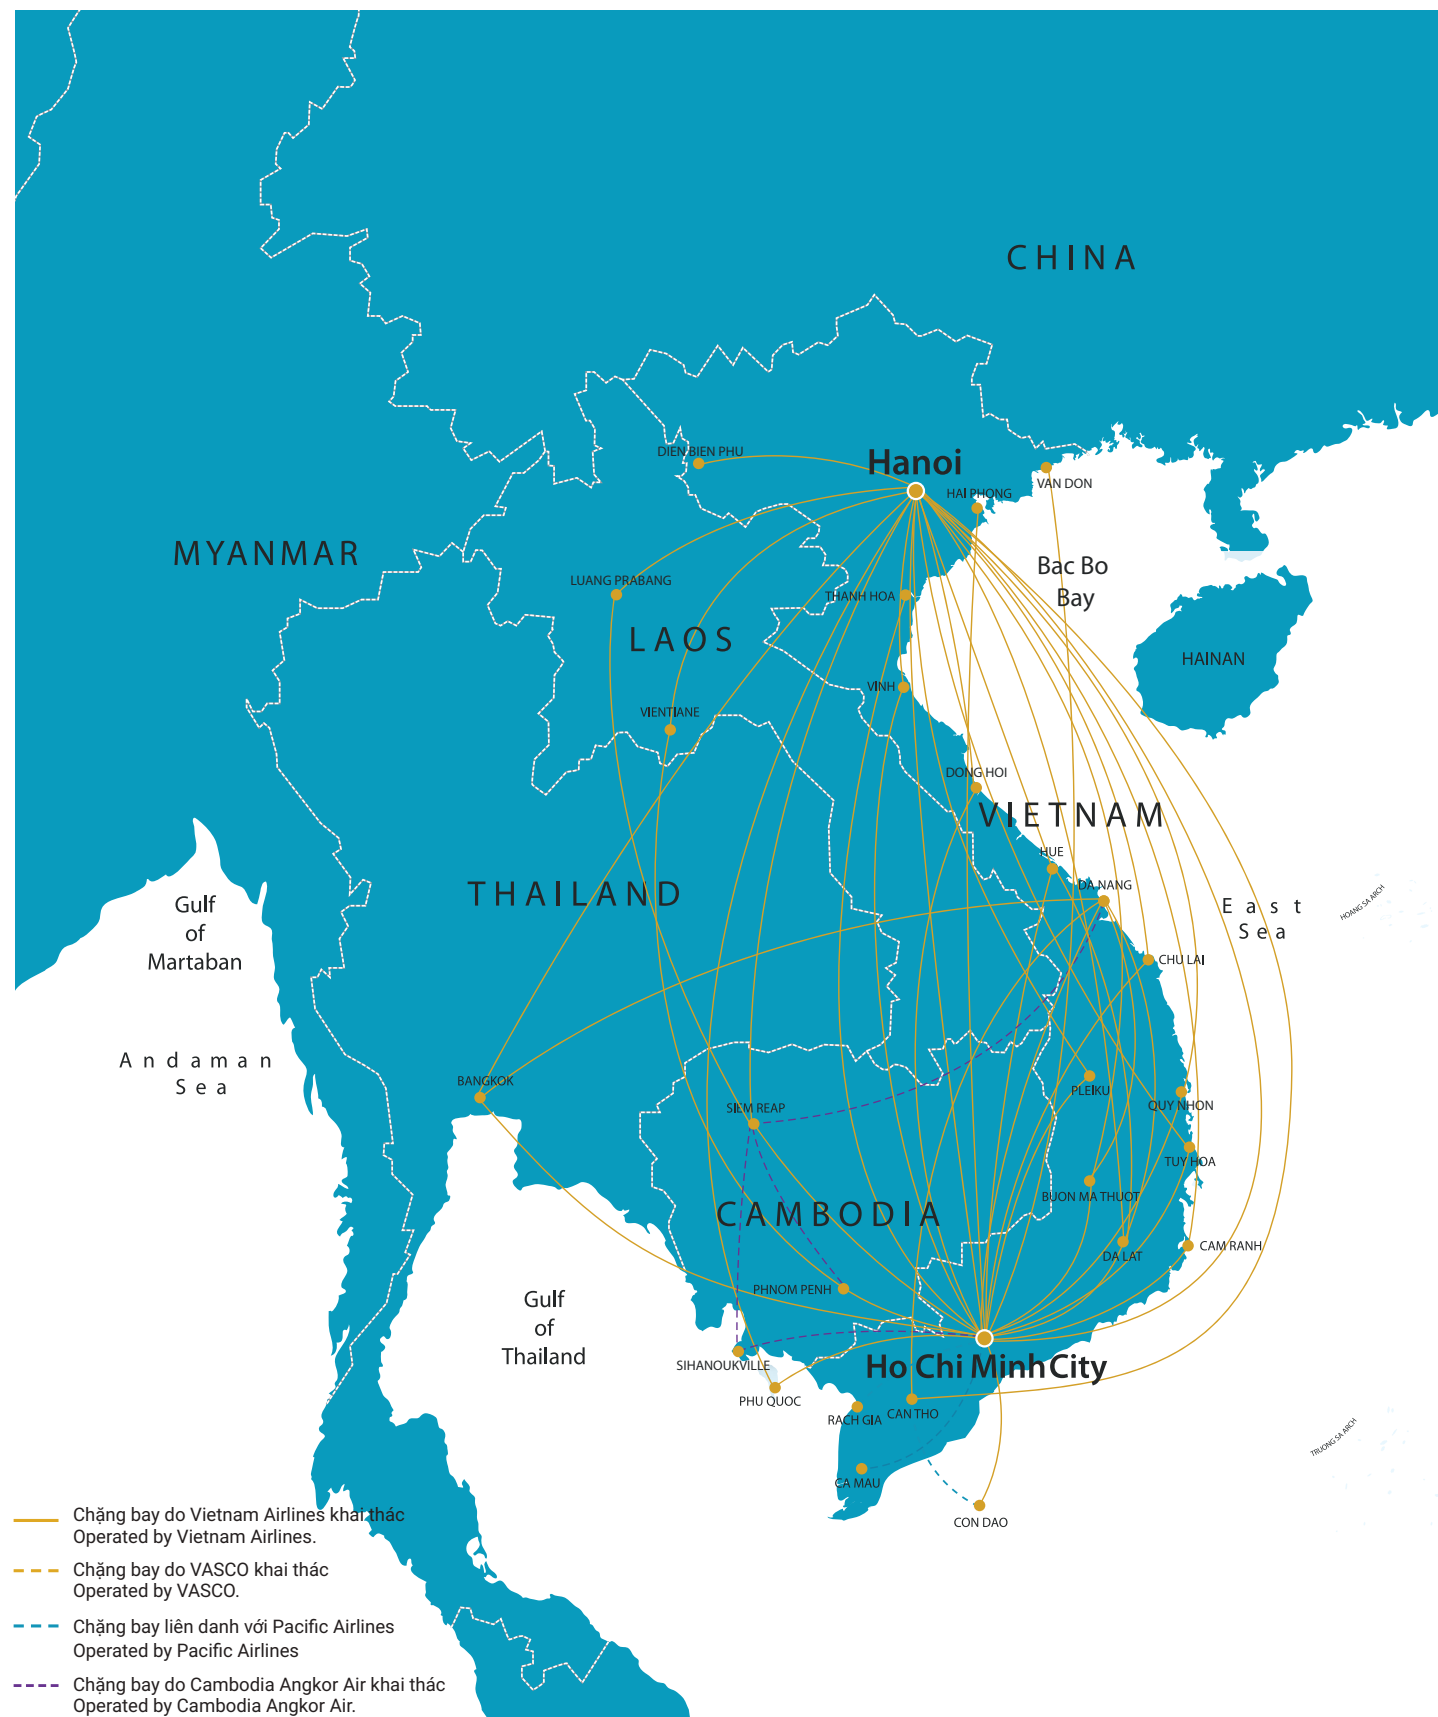 CHINA
DIEN BIEN PHU
Hanoi
HAI PHONG
VAN DON
MYANMAR
Bac Bo
Bay
LUANG PRABANG
THANH HOA
LAOS
HAINAN
VINH
VIENTIANE
DONG HOI
VIETNAM
HUE
DA NANG
THAILAND
Gulf
of
Martaban
East
Sea
HOANG SA ARCH
CHU LAI
Andaman
Sea
BANGKOK
SIEM REAP
PLEIKU
QUY NHON
TUY HOA
BUON MA THUOT
CAMBODIA
CAM RANH
DA LAT
PHNOM PENH
Gulf
of
Thailand
SIHANOUKVILLE
Ho Chi Minh City
PHU QUOC
RACH GIA
CAN THO
TRUONG SA ARCH
CA MAU
CON DAO
Chặng bay do Vietnam Airlines khai thác
Operated by Vietnam Airlines.
Chặng bay do VASCO khai thác
Operated by VASCO.
Chặng bay liên danh với Pacific Airlines
Operated by Pacific Airlines
Chặng bay do Cambodia Angkor Air khai thác
Operated by Cambodia Angkor Air.